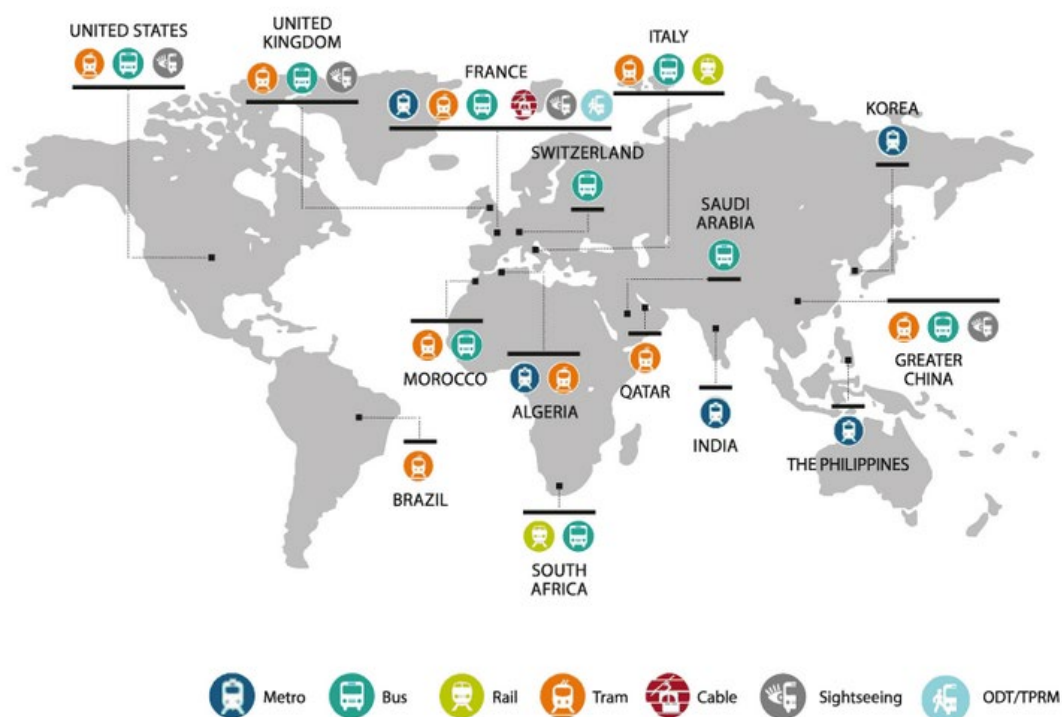 UNITED STATES
UNITED
KINGDOM
FRANCE
ITALY
KOREA
SWITZERLAND
SAUDI
ARABIA
MOROCCO
ALGERIA
QATAR
INDIA
GREATER
CHINA
THE PHILIPPINES
BRAZIL
SOUTH
AFRICA
Metro
Bus
Rail
Tram
Cable
Sightseeing
ODT/TPRM